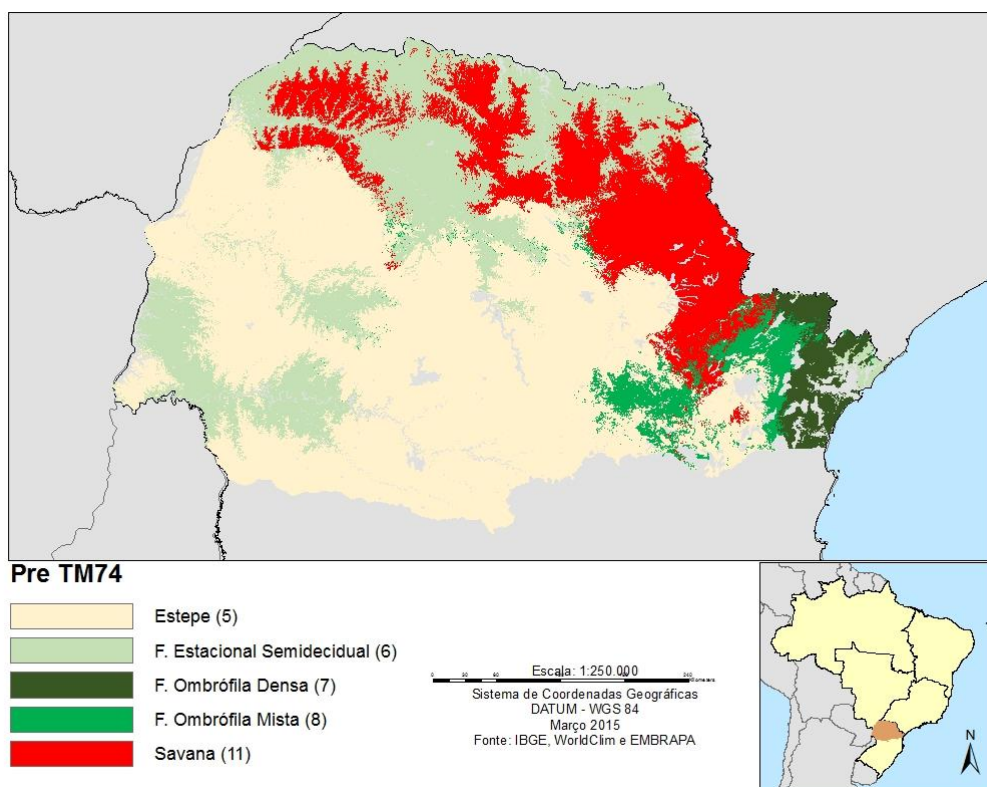 Pre TM74
Estepe (5)
F. Estacional Semidecidual (6)
F. Ombrófila Densa (7)
F. Ombrófila Mista (8)
Savana (11)
Escala: 1:250.000
Sistema de Coordenadas Geográficas
DATUM - WGS 84
Março 2015
Fonte: IBGE, WorldClim e EMBRAPA
N